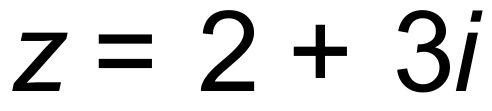 z = 2 + 3i